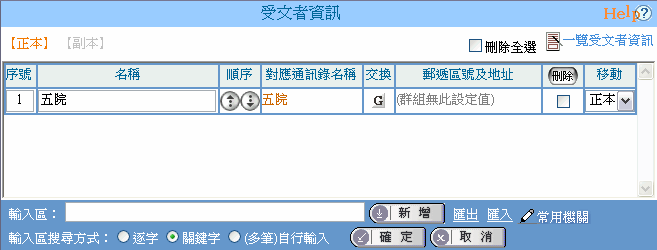 受文者資訊 Help?
【正本】 【副本】 刪除全選 一覽受文者資訊
序號 名稱 順序 對應通訊錄名稱 交換 郵遞區號及地址 刪除 移動
1 五院 五院 G (群組無此設定值) 正本
輸入區： 新增 匯出 匯入 常用機關
輸入區搜尋方式： 逐字 關鍵字 (多筆)自行輸入 確定 取消